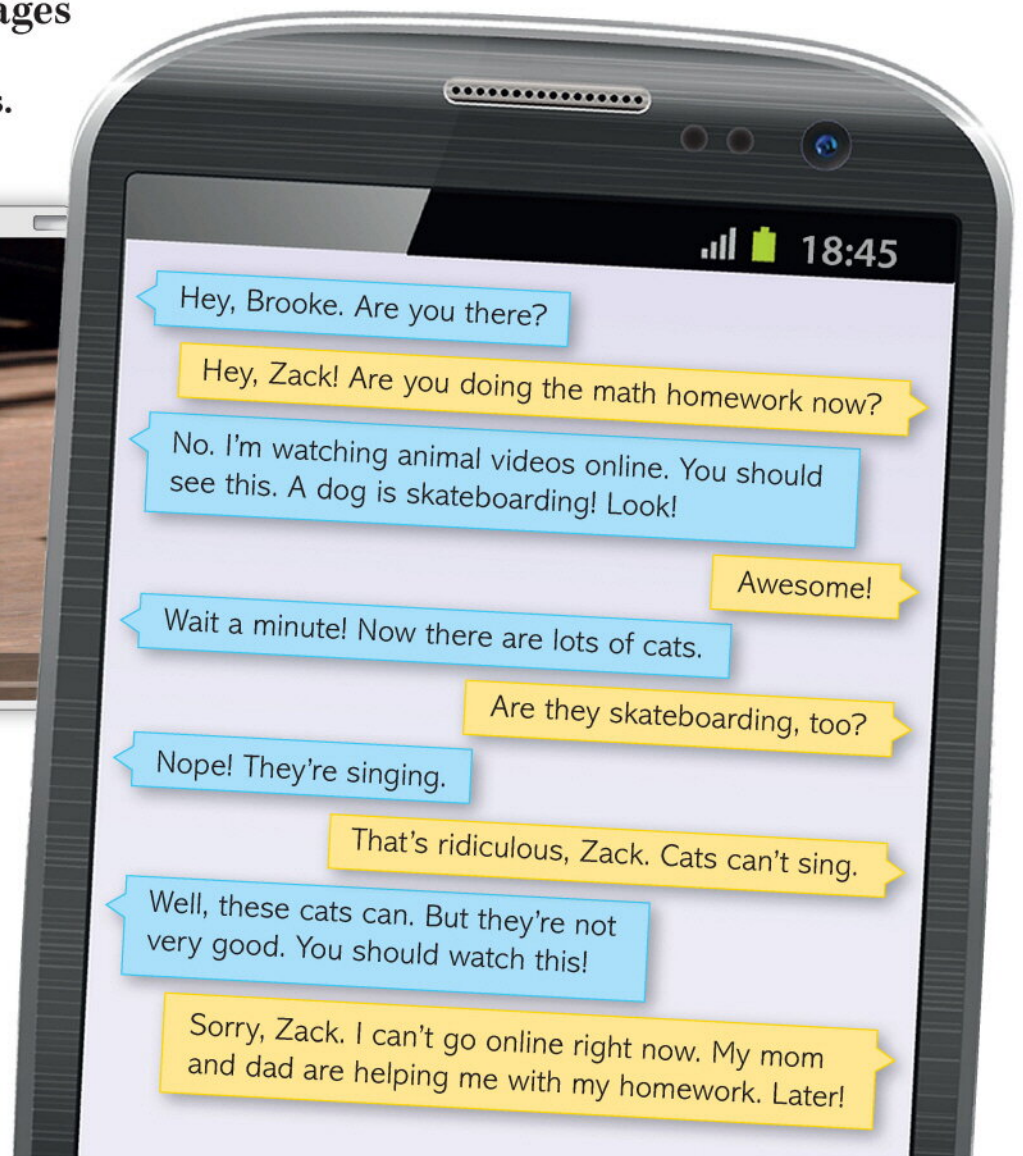 18:45
Hey, Brooke. Are you there?
Hey, Zack! Are you doing the math homework now?
No. I'm watching animal videos online. You should
see this. A dog is skateboarding! Look!
Awesome!
Wait a minute! Now there are lots of cats.
Are they skateboarding, too?
Nope! They're singing.
That's ridiculous, Zack. Cats can't sing.
Well, these cats can. But they're not
very good. You should watch this!
Sorry, Zack. I can't go online right now. My mom
and dad are helping me with my homework. Later!